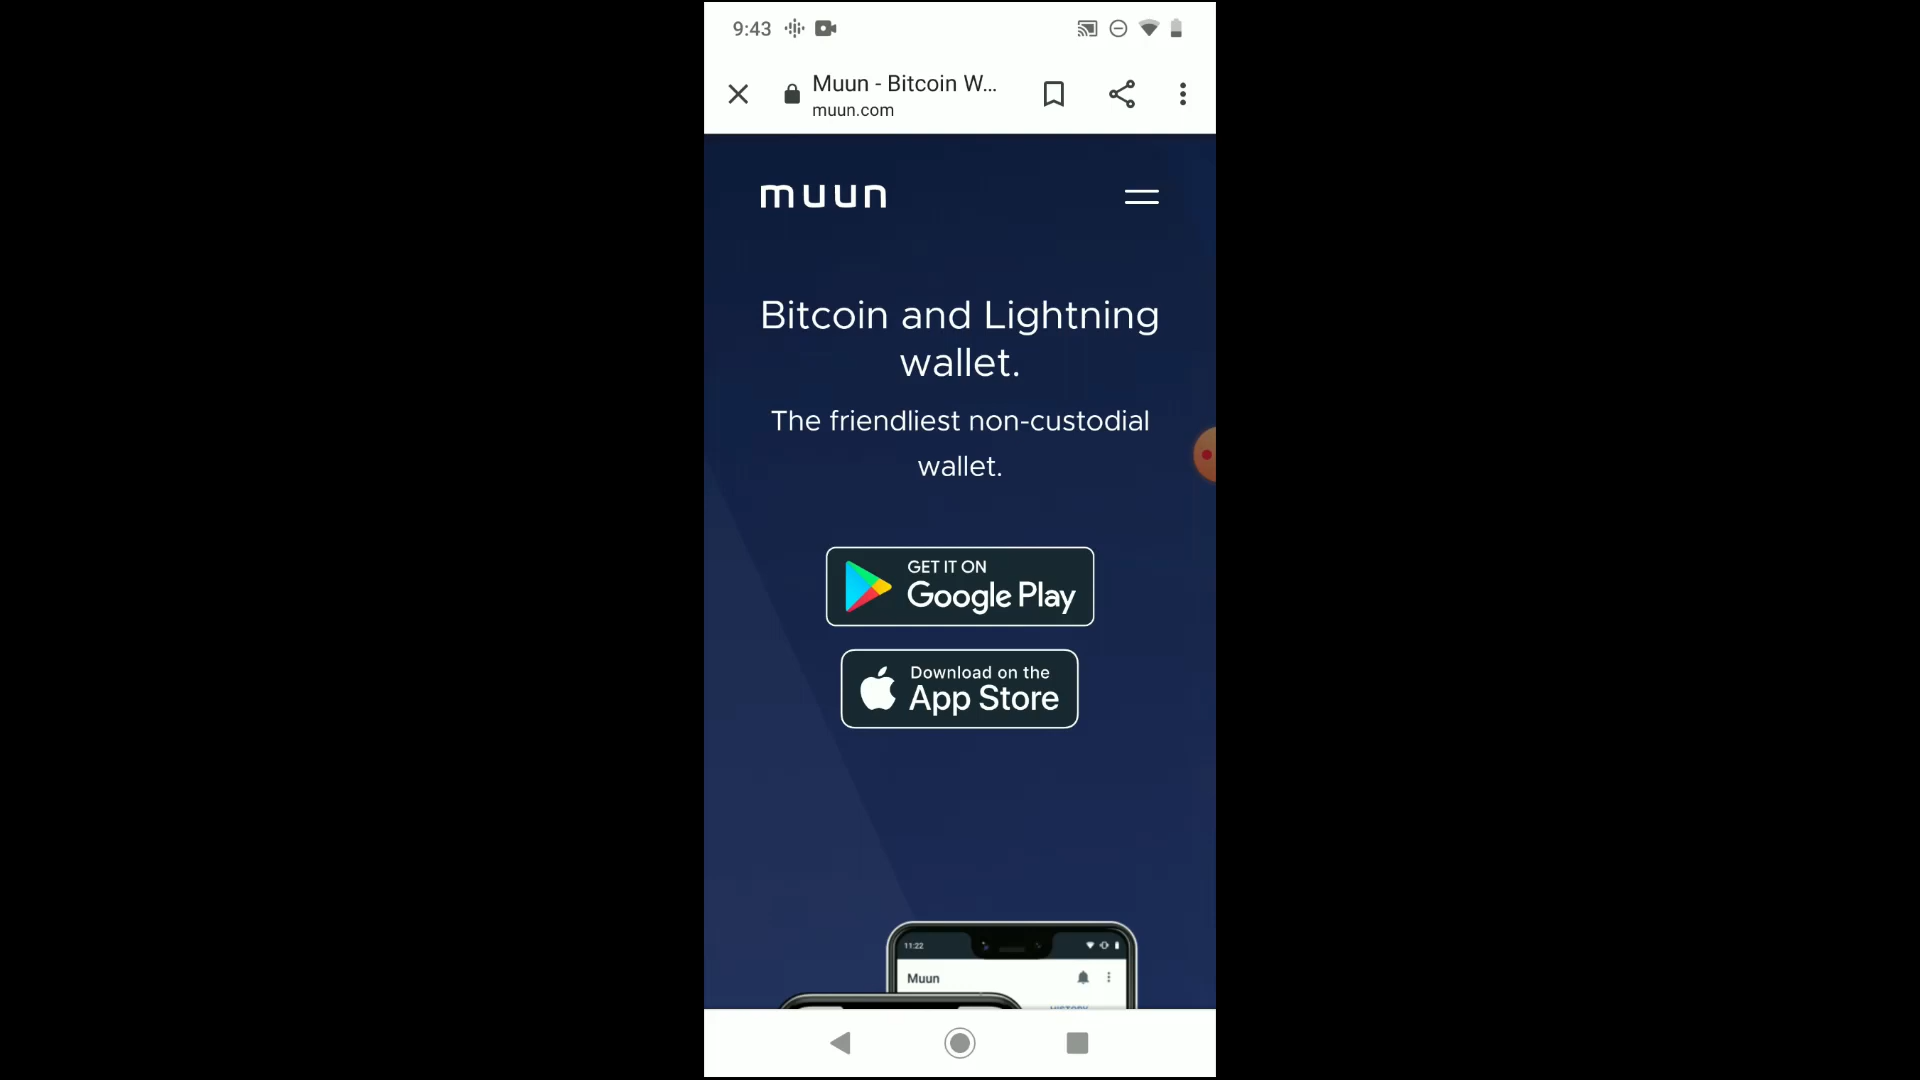 9:43
Muun - Bitcoin W...
muun.com
muun
Bitcoin and Lightning
wallet.
The friendliest non-custodial
wallet.
GET IT ON
Google Play
Download on the
App Store
11:22
Muun
HISTORY